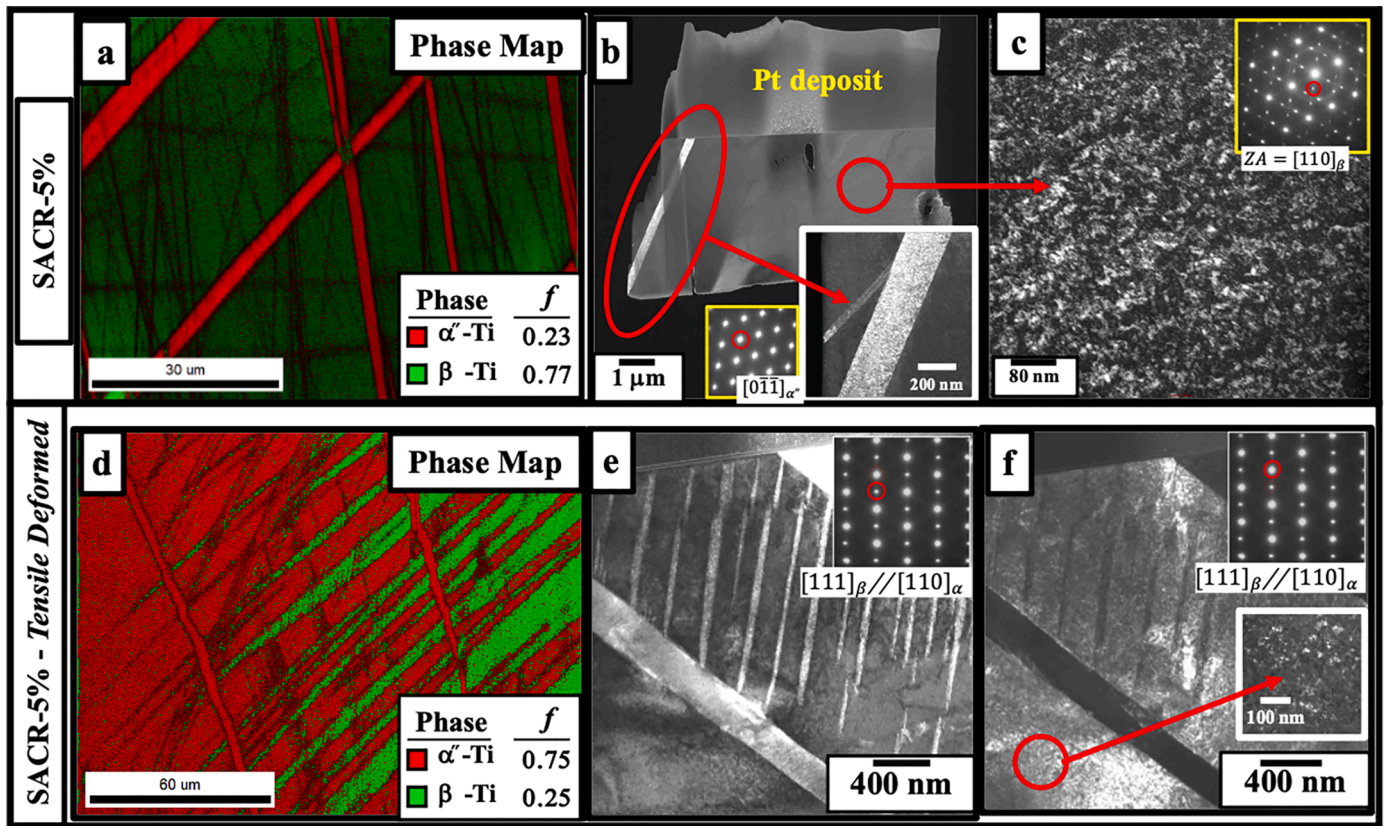 SACR-5%
a
Phase Map
Phase f
α″-Ti 0.23
β -Ti 0.77
30 um
b
Pt deposit
1 μm
[01̅1̅]α″
200 nm
c
ZA = [110]β
80 nm
SACR-5% - Tensile Deformed
d
Phase Map
Phase f
α″-Ti 0.75
β -Ti 0.25
60 um
e
[111]β//[110]α
400 nm
f
[111]β//[110]α
100 nm
400 nm